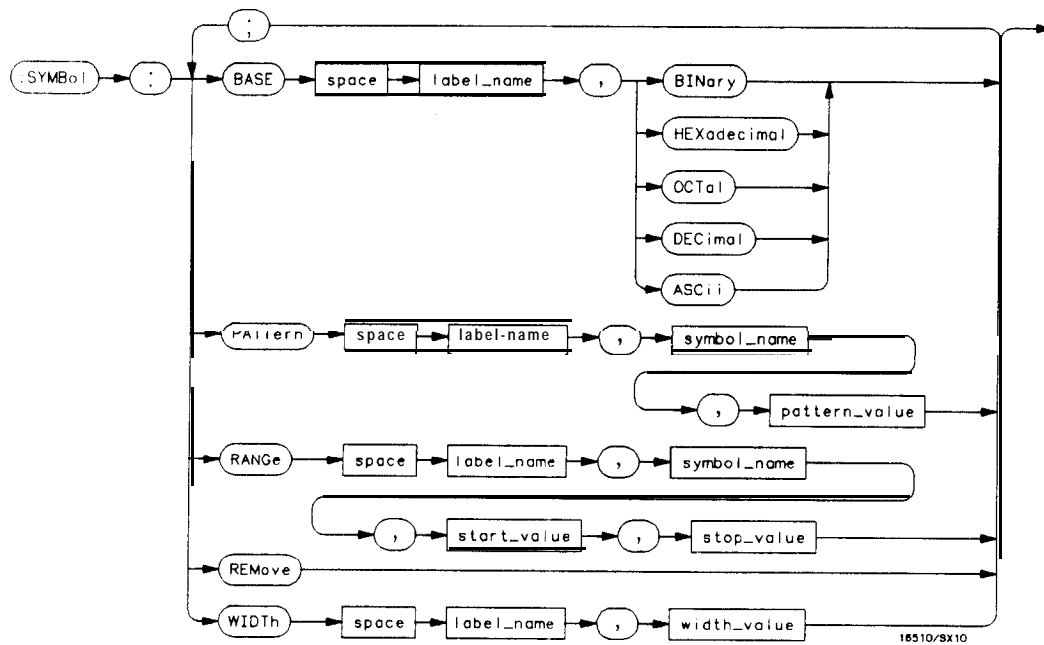 ;
:SYMBol : BASE space label_name , BINary
HEXadecimal
OCTal
DECimal
ASCii
PATTern space label-name , symbol_name
, pattern_value
RANGe space label_name , symbol_name
, start_value , stop_value
REMove
WIDTh space label_name , width_value
16510/SX10